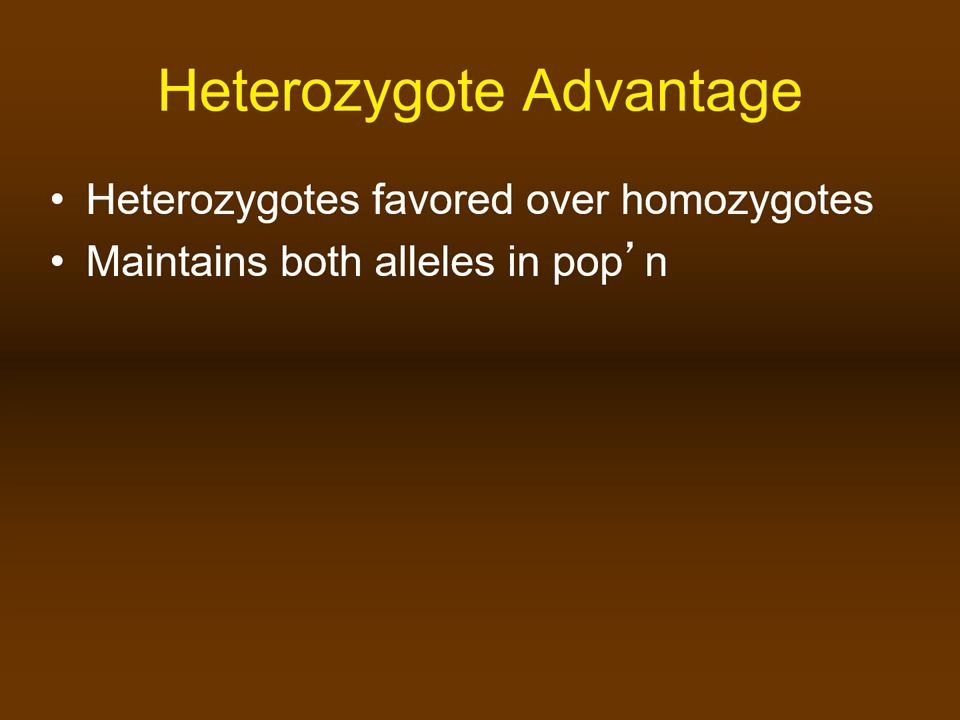 Heterozygote Advantage
• Heterozygotes favored over homozygotes
• Maintains both alleles in pop’n